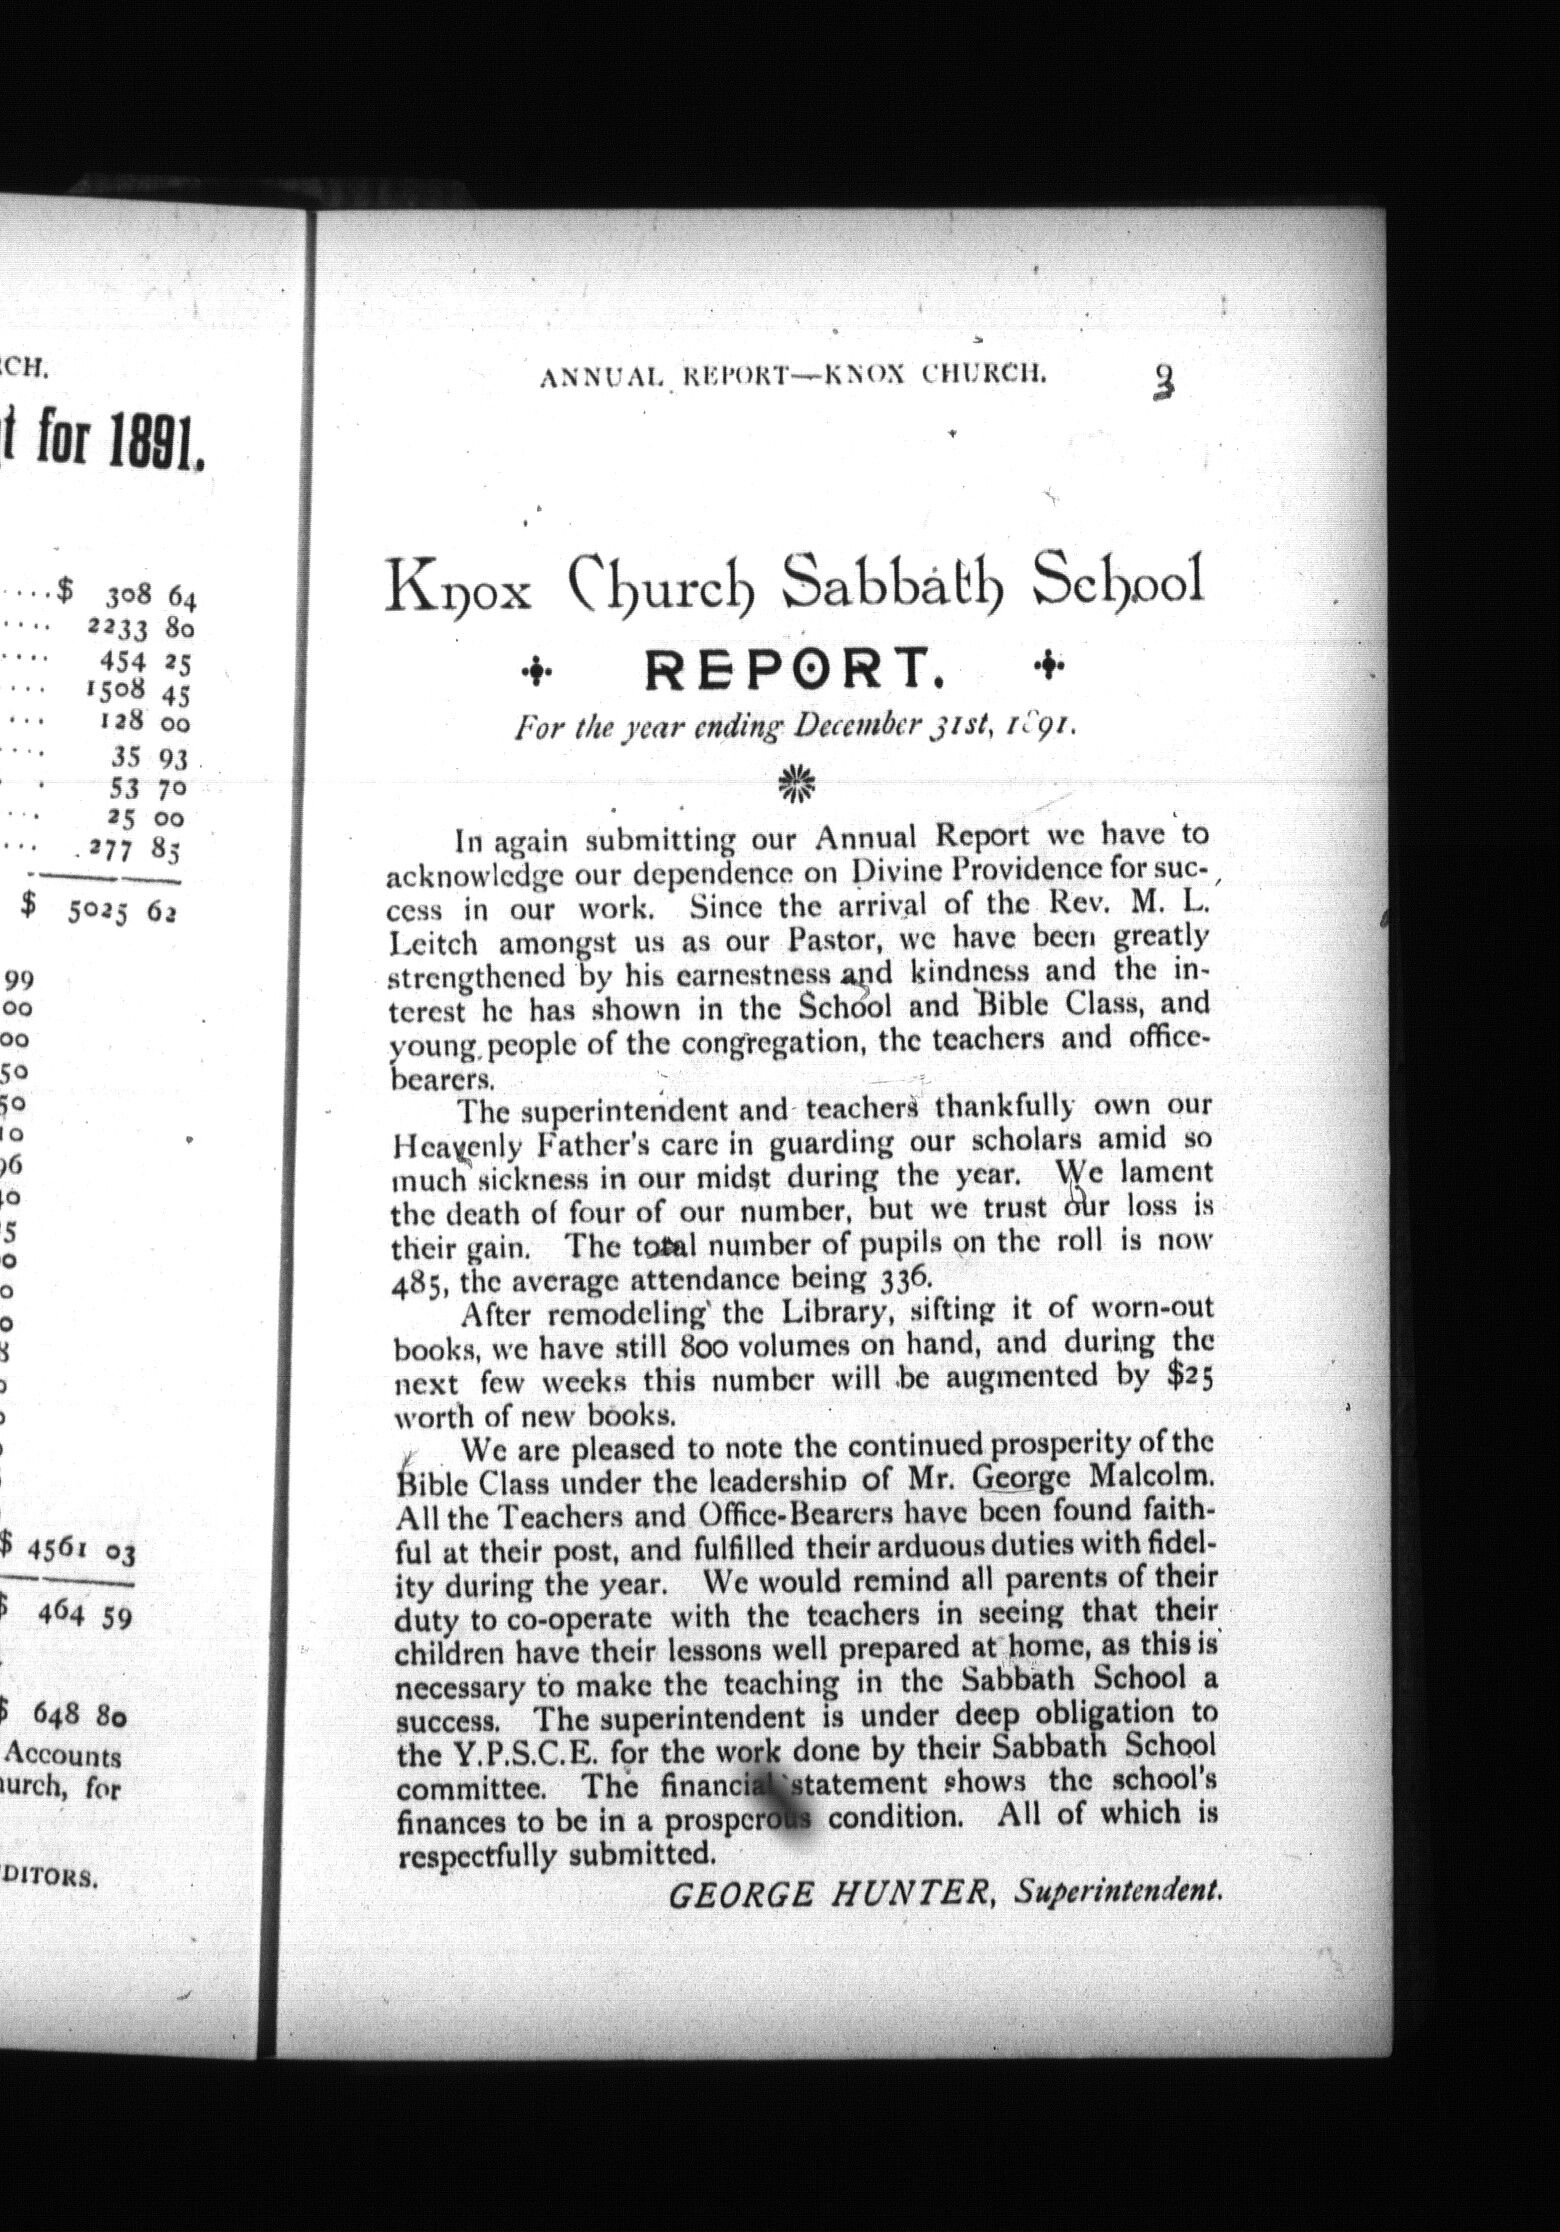 CH.
for 1891.
....$ 308 64
.... 2233 80
.... 454 25
.... 1508 45
... 128 00
.... 35 93
. 53 70
... 25 00
... 277 85
$ 5025 62
99
00
00
50
50
10
96
40
5
0
0
0
8
$ 4561 03
$ 464 59
$ 648 80
Accounts
for
DITORS.
ANNUAL REPORT—KNOX CHURCH.
Knox Church Sabbath School
REPORT.
For the year ending December 31st, 1891.
In again submitting our Annual Report we have to
acknowledge our dependence on Divine Providence for suc-
cess in our work. Since the arrival of the Rev. M. L.
Leitch amongst us as our Pastor, we have been greatly
strengthened by his earnestness and kindness and the in-
terest he has shown in the School and Bible Class, and
young people of the congregation, the teachers and office-
bearers.
The superintendent and teachers thankfully own our
Heavenly Father's care in guarding our scholars amid so
much sickness in our midst during the year. We lament
the death of four of our number, but we trust our loss is
their gain. The total number of pupils on the roll is now
485, the average attendance being 336.
After remodeling the Library, sifting it of worn-out
books, we have still 800 volumes on hand, and during the
next few weeks this number will be augmented by $25
worth of new books.
We are pleased to note the continued prosperity of the
Bible Class under the leadership of Mr. George Malcolm.
All the Teachers and Office-Bearers have been found faith-
ful at their post, and fulfilled their arduous duties with fidel-
ity during the year. We would remind all parents of their
duty to co-operate with the teachers in seeing that their
children have their lessons well prepared at home, as this is
necessary to make the teaching in the Sabbath School a
success. The superintendent is under deep obligation to
the Y.P.S.C.E. for the work done by their Sabbath School
committee. The financial statement shows the school's
finances to be in a prosperous condition. All of which is
respectfully submitted.
GEORGE HUNTER, Superintendent.